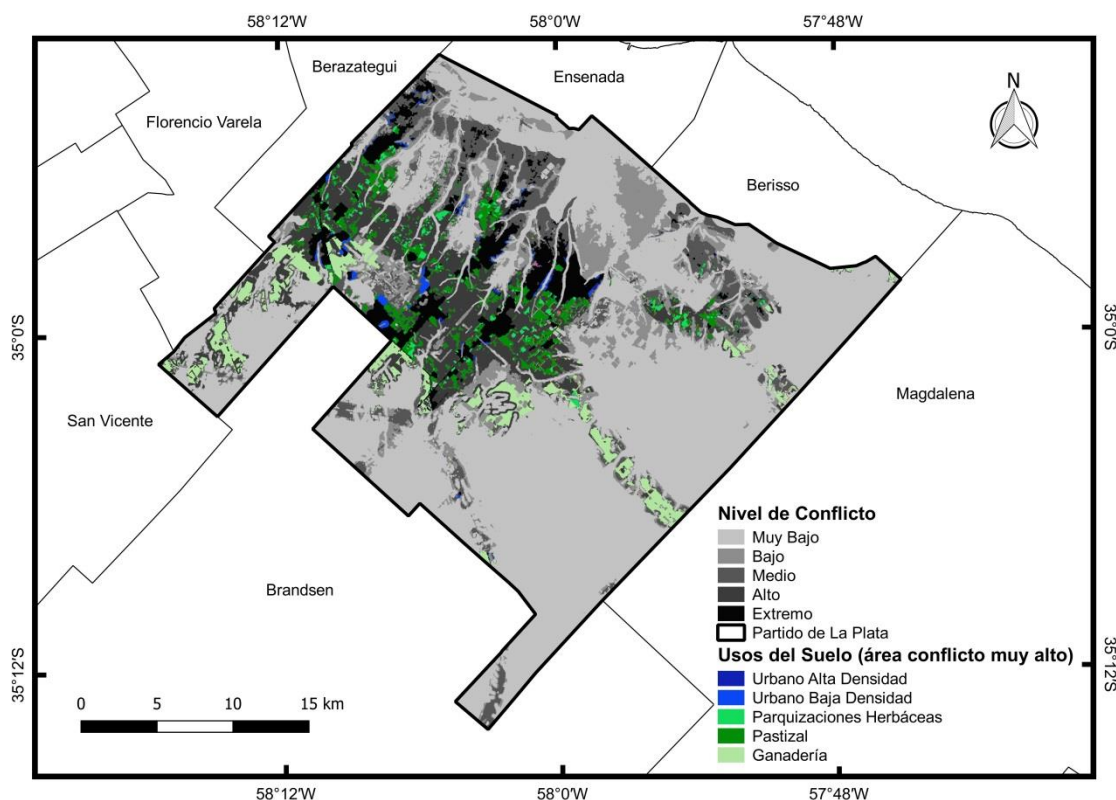 58°12'W 58°0'W 57°48'W
Berazategui
Ensenada
Florencio Varela
N
Berisso
35°0'S
35°0'S
San Vicente
Magdalena
Brandsen
Nivel de Conflicto
Muy Bajo
Bajo
Medio
Alto
Extremo
Partido de La Plata
Usos del Suelo (área conflicto muy alto)
Urbano Alta Densidad
Urbano Baja Densidad
Parquizaciones Herbáceas
Pastizal
Ganadería
35°12'S
35°12'S
0 5 10 15 km
58°12'W 58°0'W 57°48'W